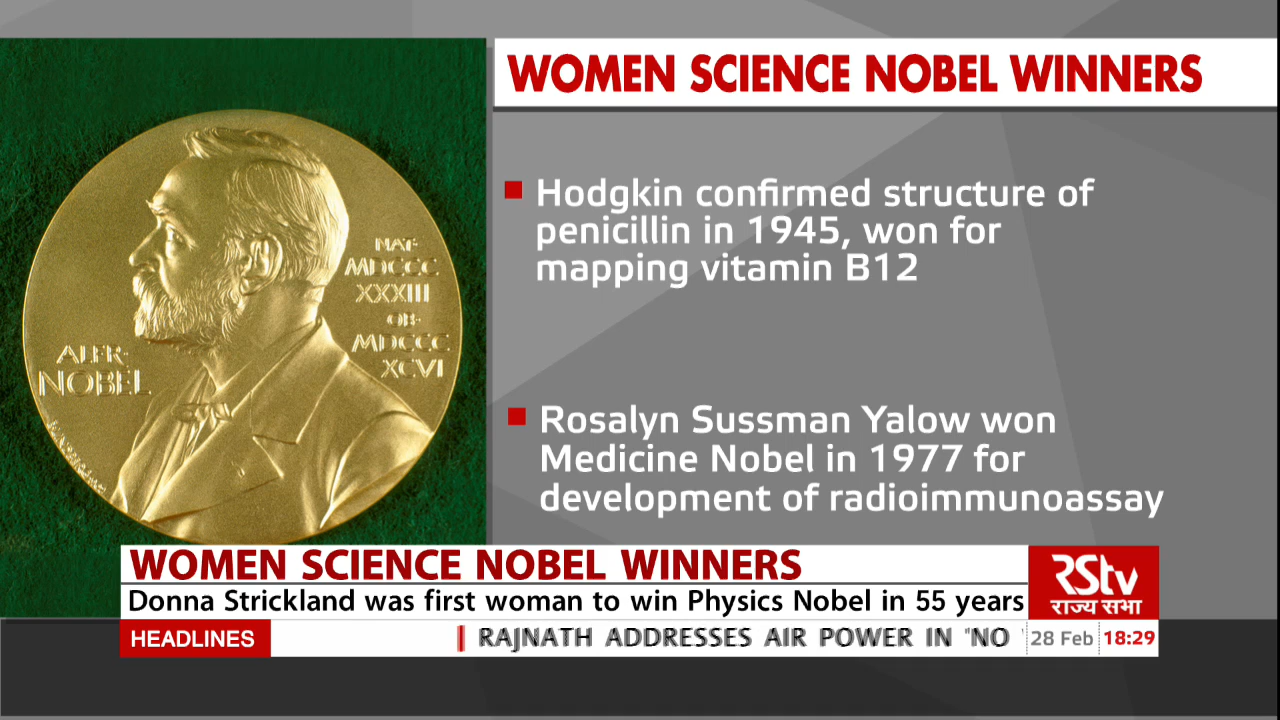 WOMEN SCIENCE NOBEL WINNERS
Hodgkin confirmed structure of
penicillin in 1945, won for
mapping vitamin B12
Rosalyn Sussman Yalow won
Medicine Nobel in 1977 for
development of radioimmunoassay
NAT·
MDCCC
XXXIII
OB·
MDCCC
XCVI
ALFR·
NOBEL
WOMEN SCIENCE NOBEL WINNERS
Donna Strickland was first woman to win Physics Nobel in 55 years
RStv
राज्य सभा
HEADLINES
RAJNATH ADDRESSES AIR POWER IN "NO
28 Feb 18:29